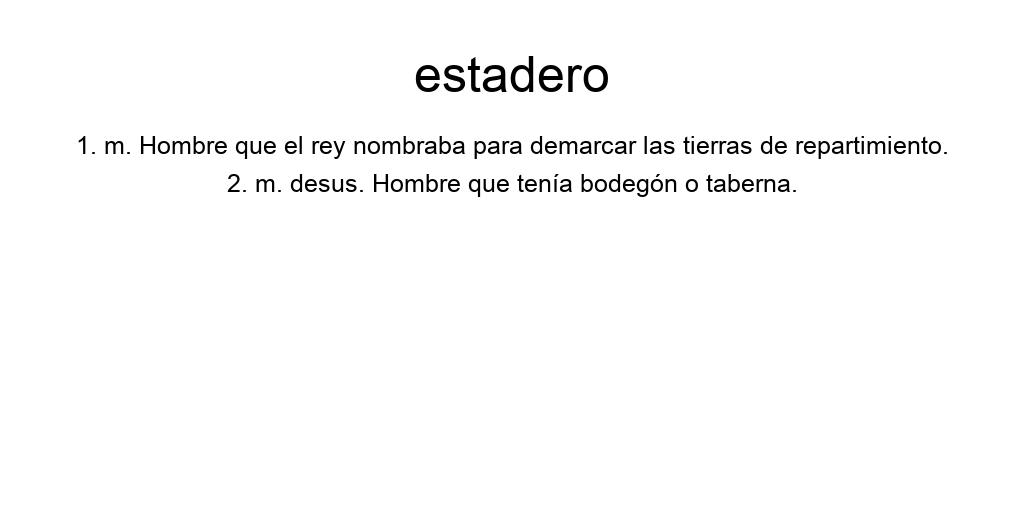 estadero
1. m. Hombre que el rey nombraba para demarcar las tierras de repartimiento.
2. m. desus. Hombre que tenía bodegón o taberna.